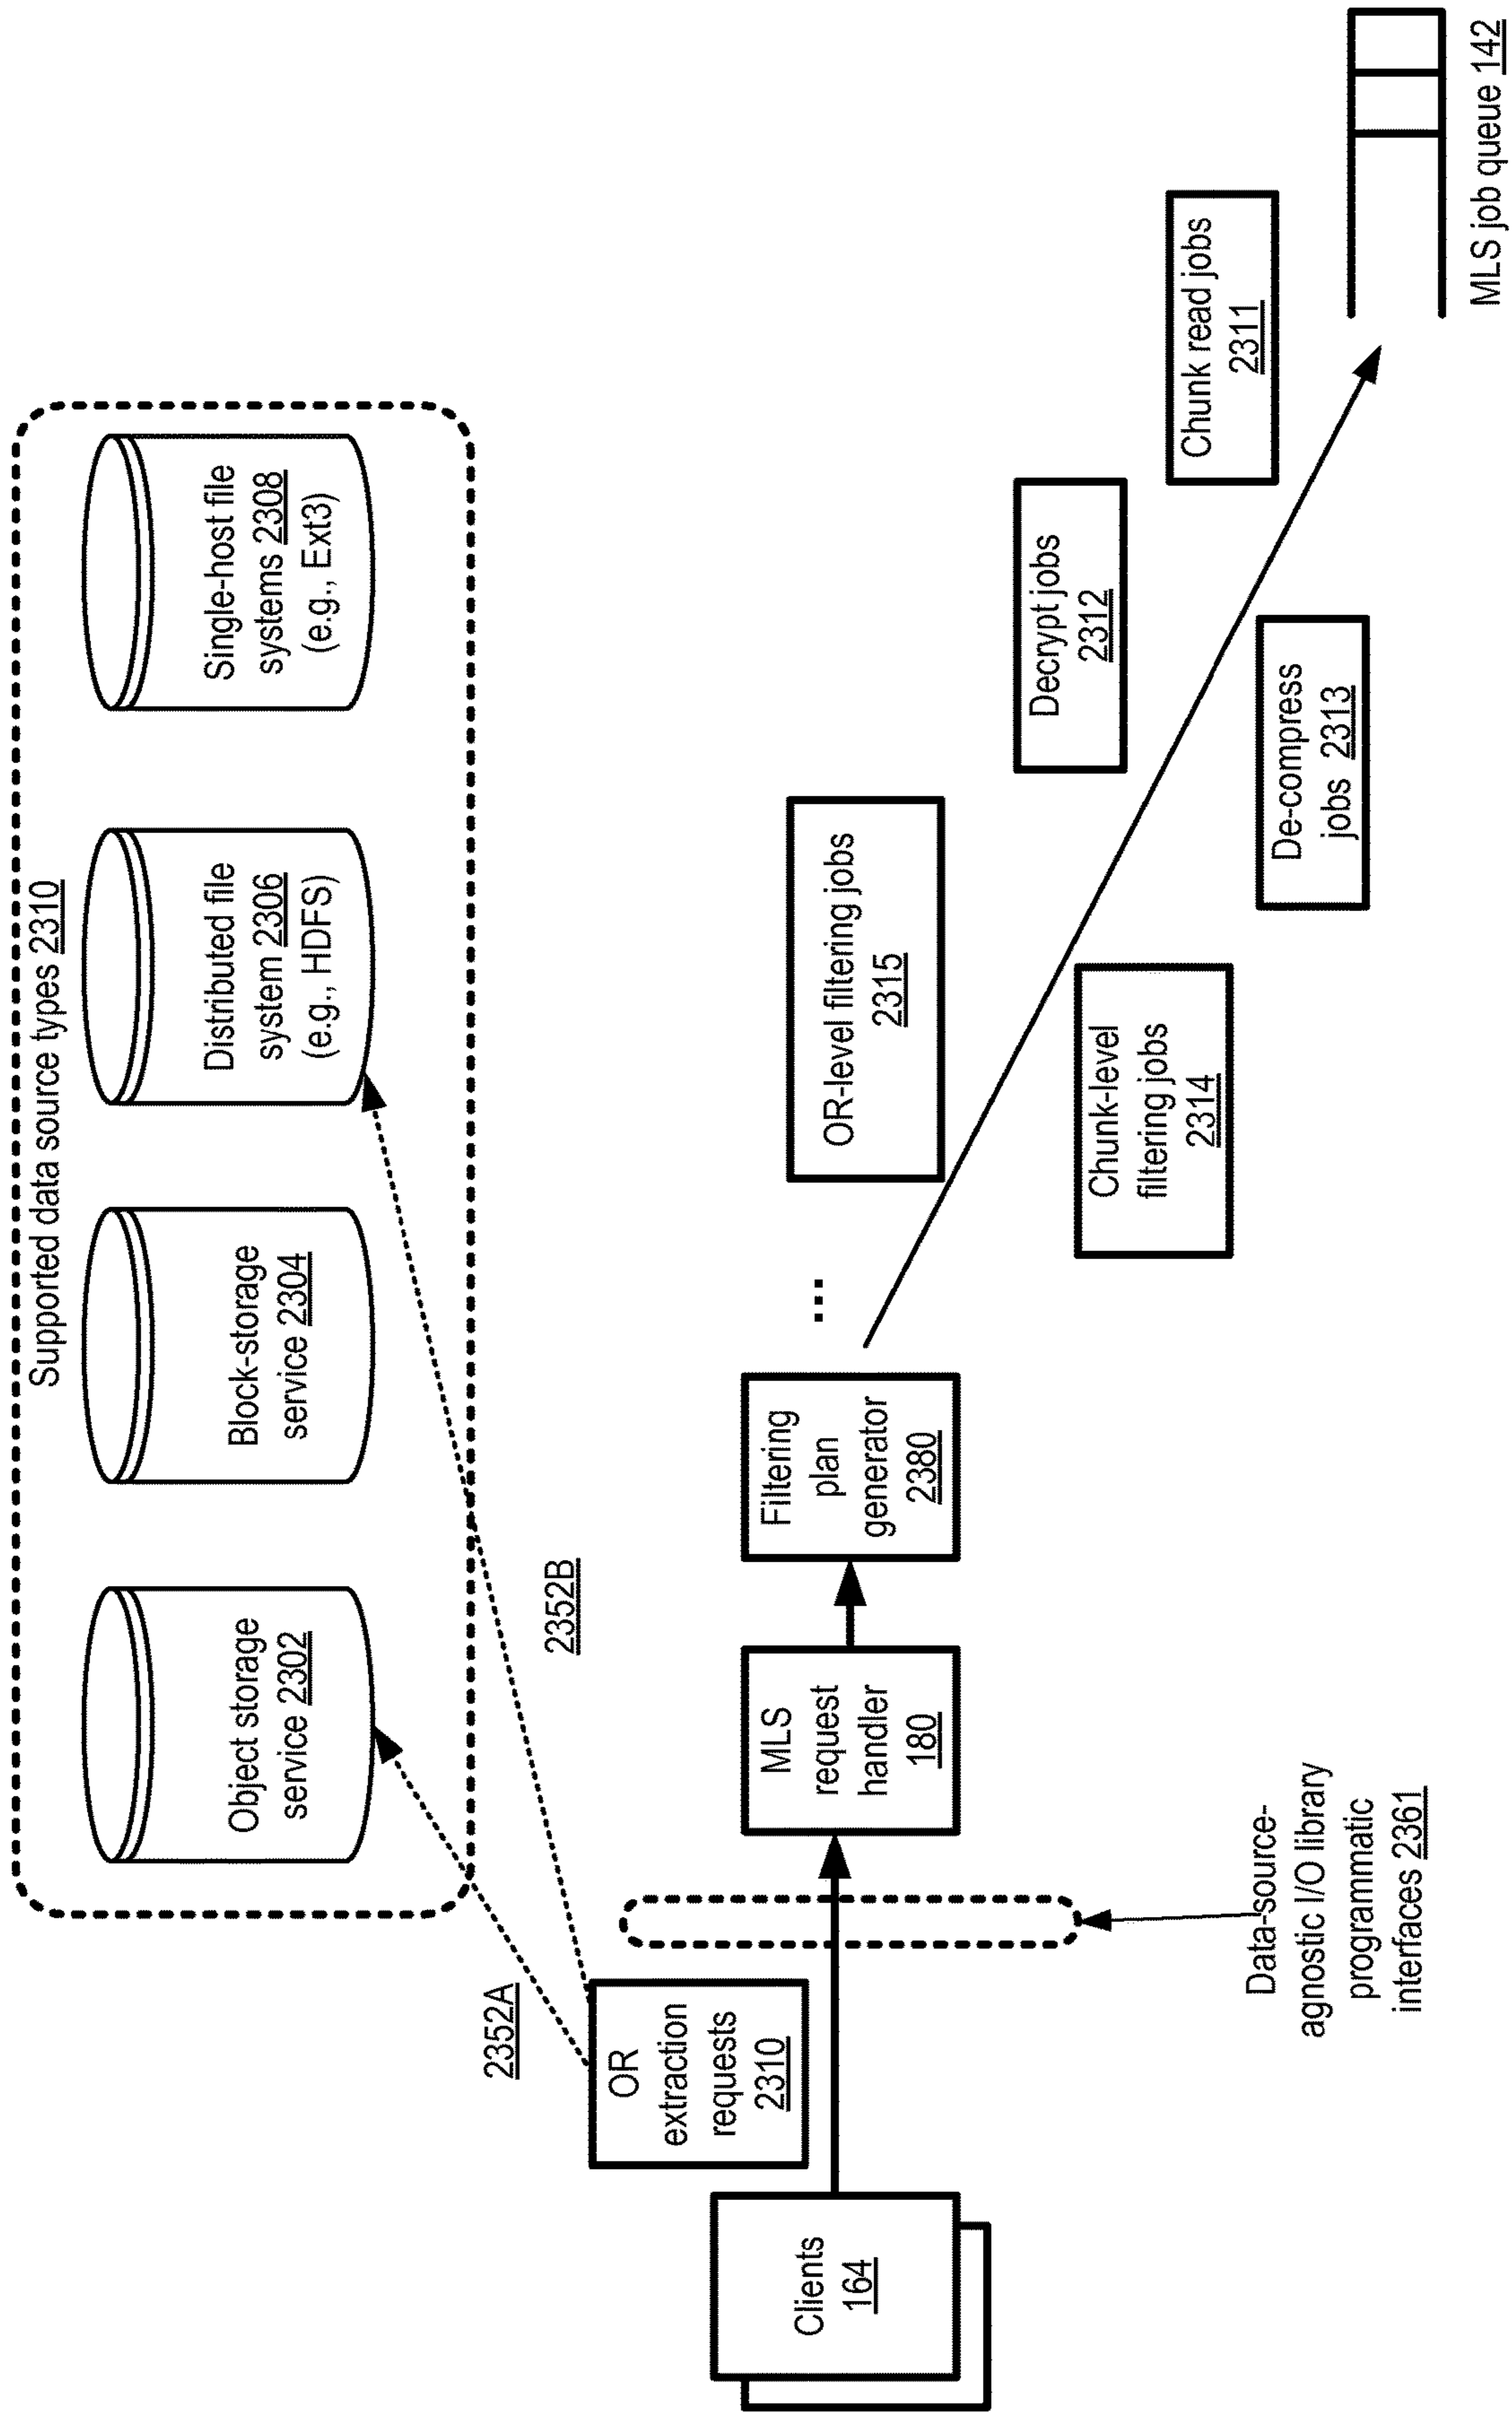 Supported data source types 2310
Object storage
service 2302
Block-storage
service 2304
Distributed file
system 2306
(e.g., HDFS)
Single-host file
systems 2308
(e.g., Ext3)
2352A
2352B
OR
extraction
requests
2310
Clients
164
MLS
request
handler
180
Filtering
plan
generator
2380
...
OR-level filtering jobs
2315
Decrypt jobs
2312
Chunk read jobs
2311
Chunk-level
filtering jobs
2314
De-compress
jobs 2313
Data-source-
agnostic I/O library
programmatic
interfaces 2361
MLS job queue 142